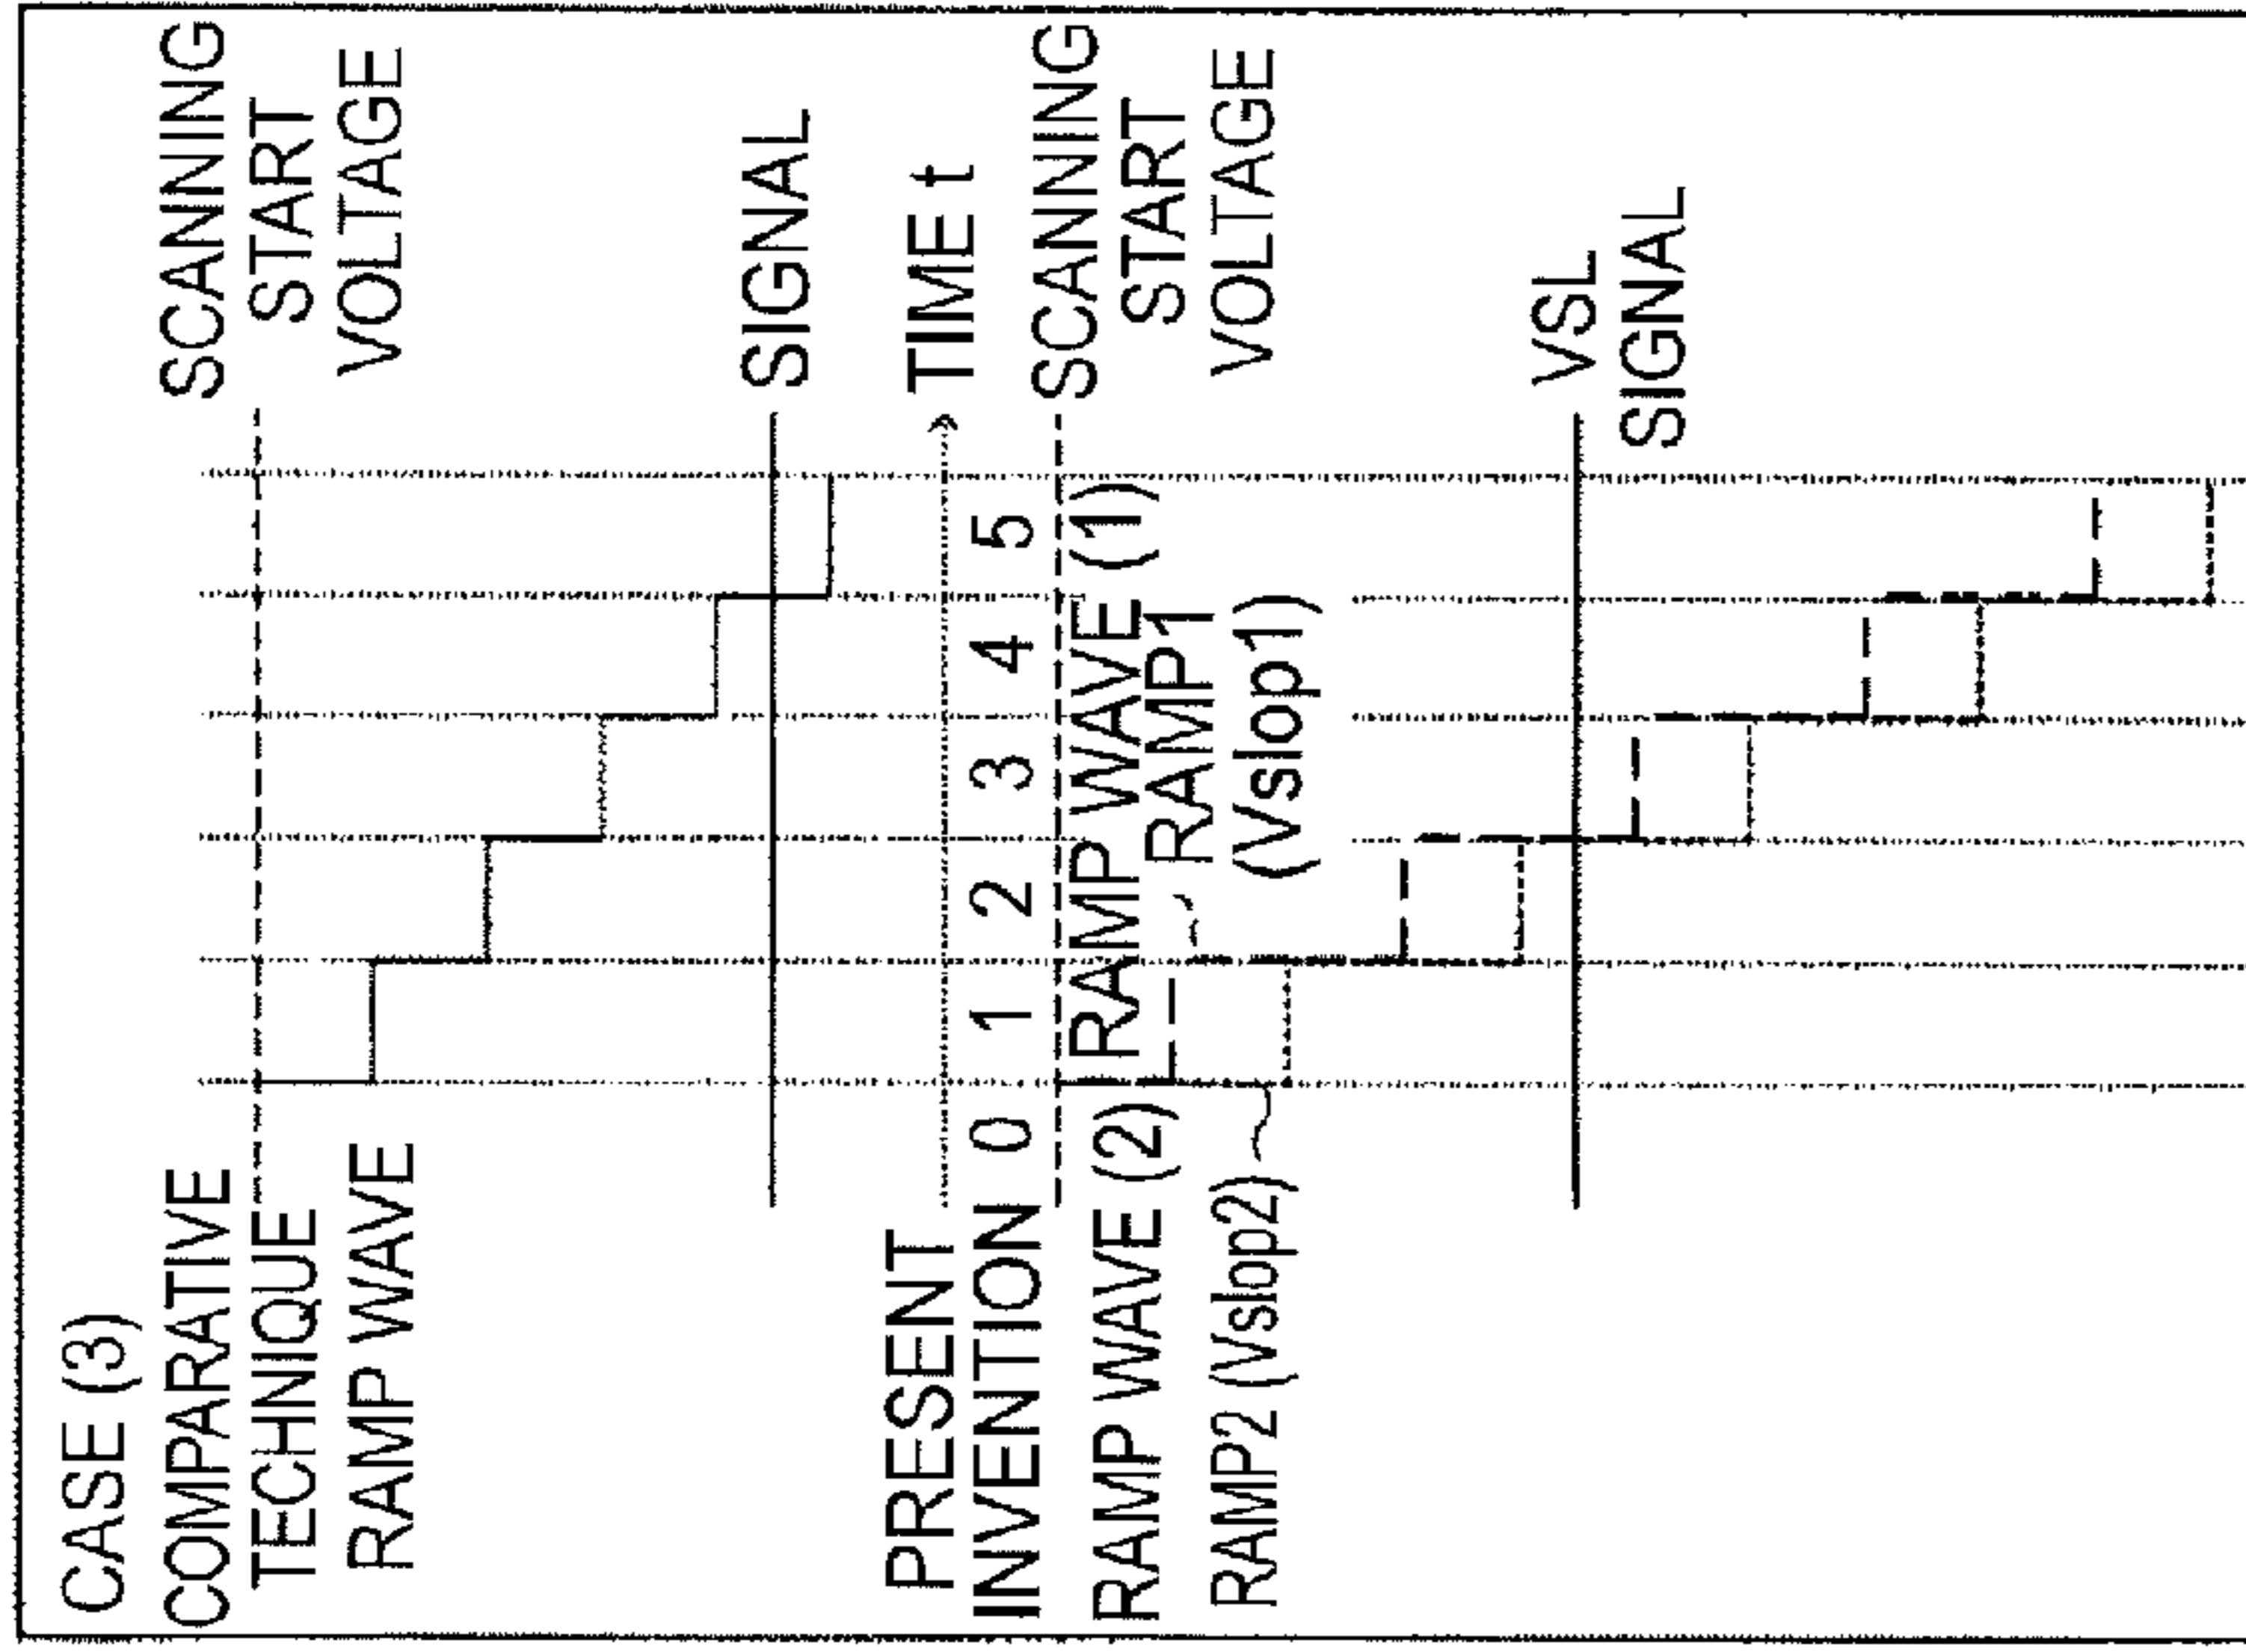 CASE (3)
COMPARATIVE
TECHNIQUE
RAMP WAVE
SCANNING
START
VOLTAGE
SIGNAL
TIME t
PRESENT
INVENTION
0 1 2 3 4 5
SCANNING
START
VOLTAGE
RAMP WAVE (2)
RAMP WAVE (1)
RAMP1
(Vslop1)
RAMP2 (Vslop2)
VSL
SIGNAL